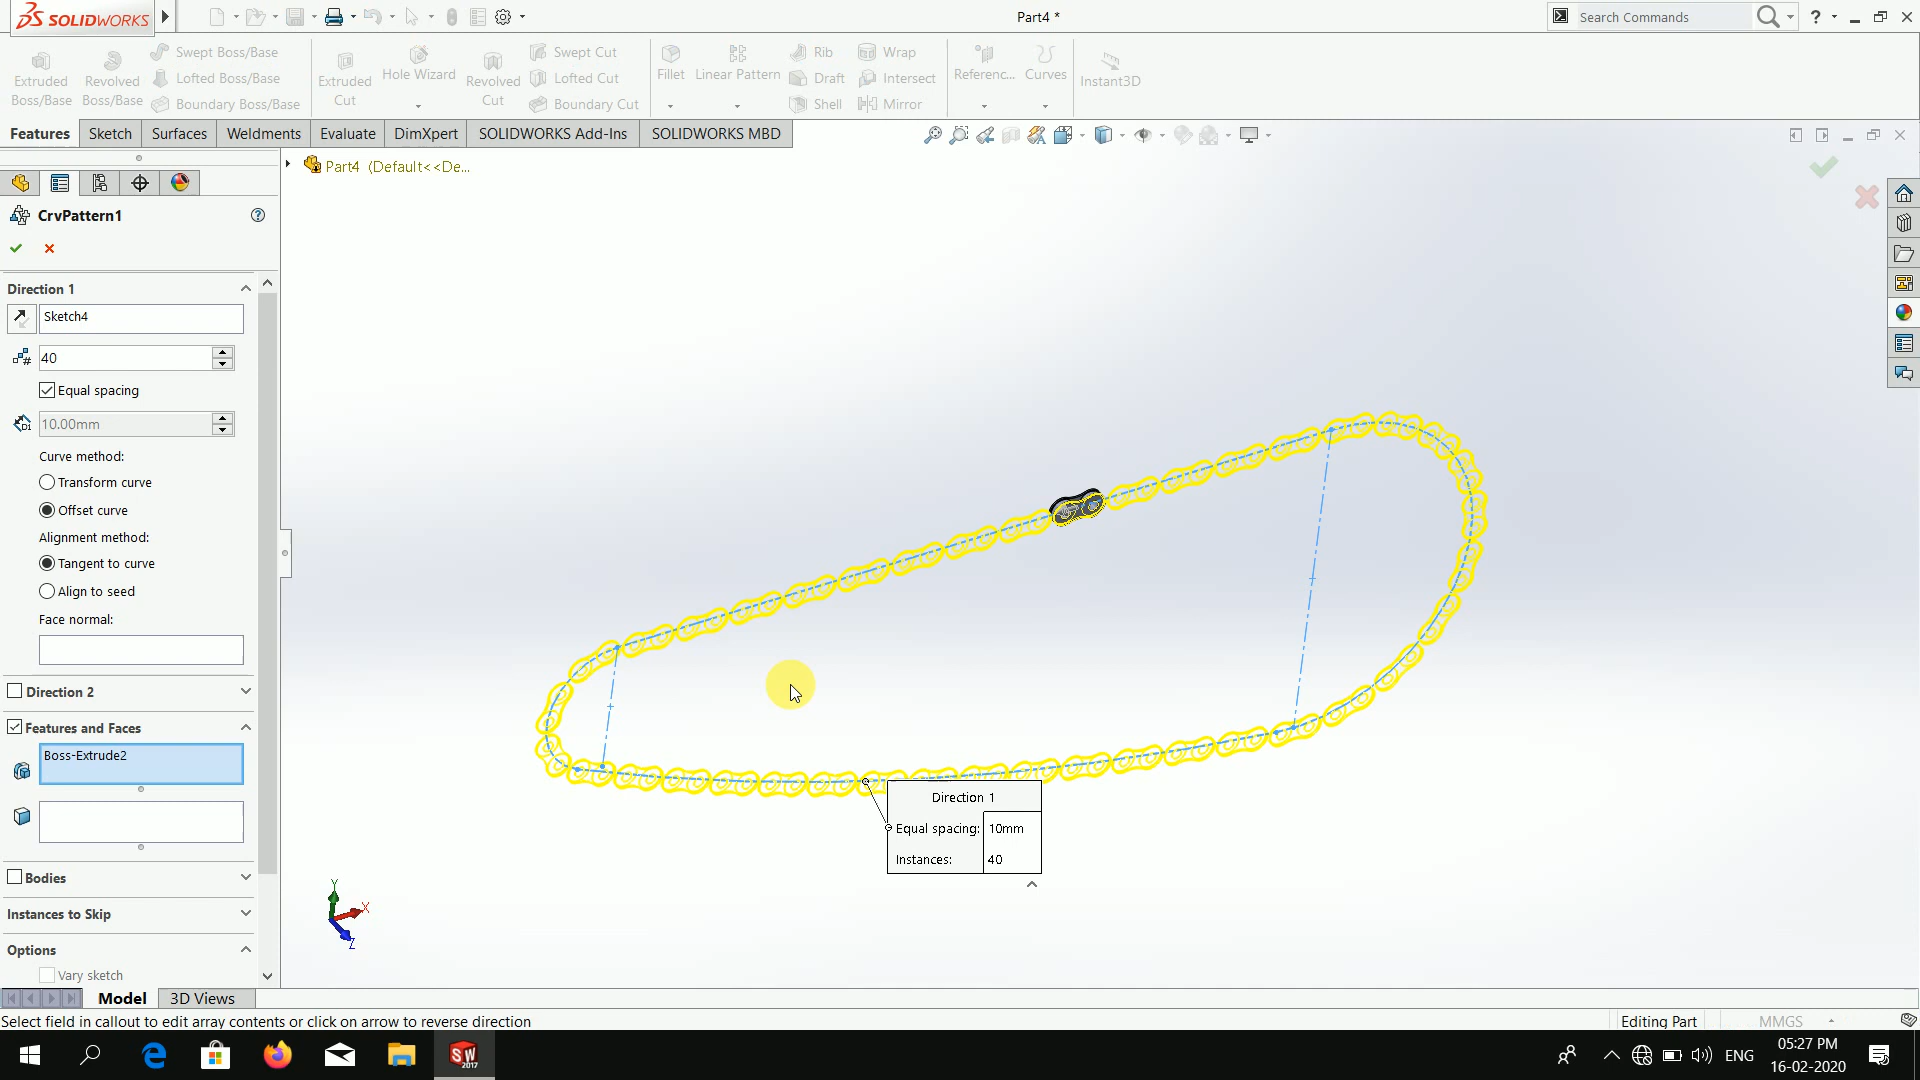 SOLIDWORKS
Part4 *
Search Commands
Extruded Boss/Base
Revolved Boss/Base
Swept Boss/Base
Lofted Boss/Base
Boundary Boss/Base
Extruded Cut
Hole Wizard
Revolved Cut
Swept Cut
Lofted Cut
Boundary Cut
Fillet
Linear Pattern
Rib
Draft
Shell
Wrap
Intersect
Mirror
Referenc...
Curves
Instant3D
Features
Sketch
Surfaces
Weldments
Evaluate
DimXpert
SOLIDWORKS Add-Ins
SOLIDWORKS MBD
Part4 (Default<<De...
CrvPattern1
Direction 1
Sketch4
40
Equal spacing
10.00mm
Curve method:
Transform curve
Offset curve
Alignment method:
Tangent to curve
Align to seed
Face normal:
Direction 2
Features and Faces
Boss-Extrude2
Bodies
Instances to Skip
Options
Vary sketch
Direction 1
Equal spacing: 10mm
Instances: 40
Y
X
Z
Model
3D Views
Select field in callout to edit array contents or click on arrow to reverse direction
Editing Part
MMGS
SW
2017
ENG
05:27 PM
16-02-2020